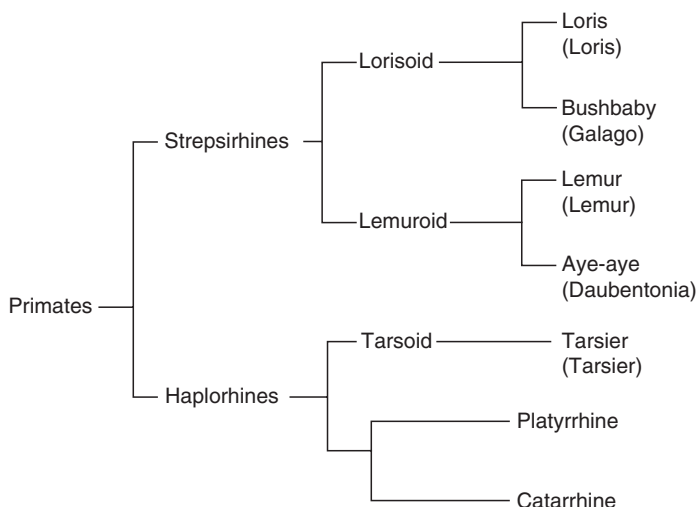 Loris
(Loris)
Lorisoid
Bushbaby
(Galago)
Strepsirhines
Lemur
(Lemur)
Lemuroid
Aye-aye
(Daubentonia)
Primates
Tarsoid
Tarsier
(Tarsier)
Haplorhines
Platyrrhine
Catarrhine